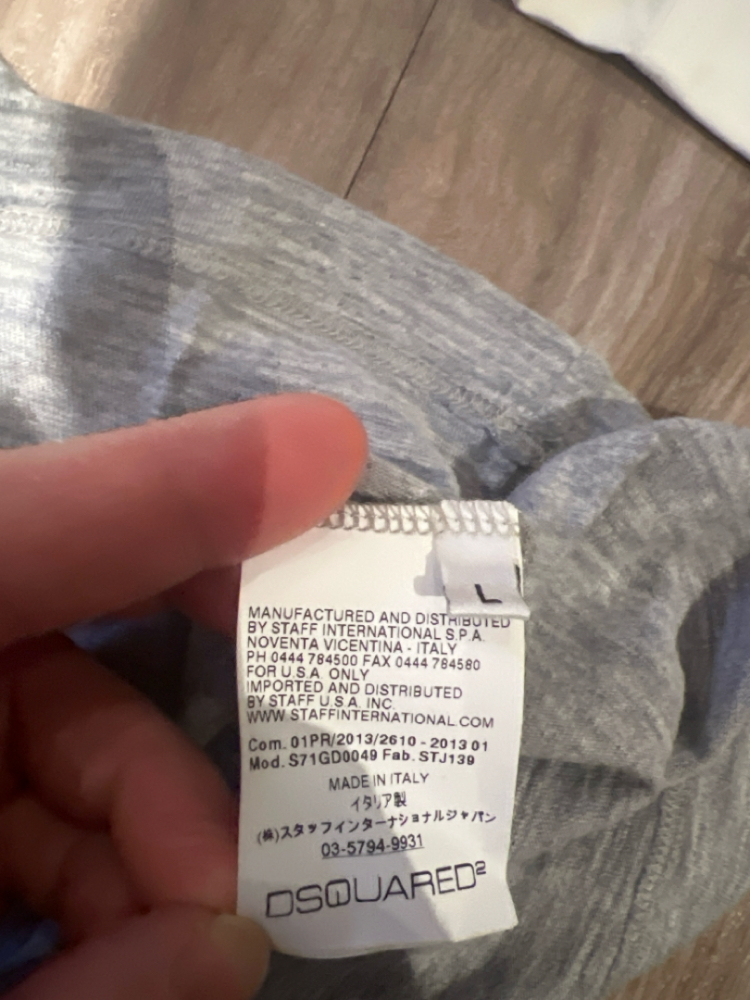 L
MANUFACTURED AND DISTRIBUTED
BY STAFF INTERNATIONAL S.P.A.
NOVENTA VICENTINA - ITALY
PH 0444 784500 FAX 0444 784580
FOR U.S.A. ONLY
IMPORTED AND DISTRIBUTED
BY STAFF U.S.A. INC.
WWW.STAFFINTERNATIONAL.COM
Com. 01PR/2013/2610 - 2013 01
Mod. S71GD0049 Fab. STJ139
MADE IN ITALY
イタリア製
(株)スタッフインターナショナルジャパン
03-5794-9931
DSQUARED²